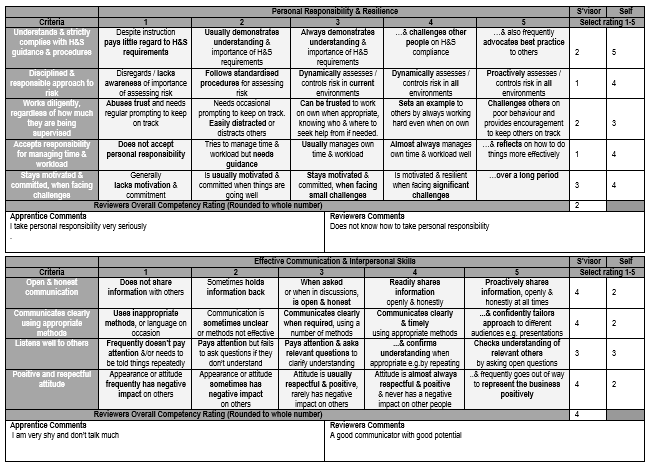 Personal Responsibility & Resilience S'visor Self
Criteria 1 2 3 4 5 Select rating 1-5
Understands & strictly complies with H&S guidance & procedures
Despite instruction pays little regard to H&S requirements
Usually demonstrates understanding & importance of H&S requirements
Always demonstrates understanding & importance of H&S requirements
...& challenges other people on H&S compliance
...& also frequently advocates best practice to others
2 5
Disciplined & responsible approach to risk
Disregards / lacks awareness of importance of assessing risk
Follows standardised procedures for assessing risk
Dynamically assesses / controls risk in current environments
Dynamically assesses / controls risk in all environments
Proactively assesses / controls risk in all environments
1 4
Works diligently, regardless of how much they are being supervised
Abuses trust and needs regular prompting to keep on track
Needs occasional prompting to keep on track. Easily distracted or distracts others
Can be trusted to work on own when appropriate, knowing who & where to seek help from if needed.
Sets an example to others by always working hard even when on own
Challenges others on poor behaviour and provides encouragement to keep others on track
2 3
Accepts responsibility for managing time & workload
Does not accept personal responsibility
Tries to manage time & workload but needs guidance
Usually manages own time & workload
Almost always manages own time & workload well
...& reflects on how to do things more effectively
1 4
Stays motivated & committed, when facing challenges
Generally lacks motivation & commitment
Is usually motivated & committed when things are going well
Stays motivated & committed, when facing small challenges
Is motivated & resilient when facing significant challenges
...over a long period
3 4
Reviewers Overall Competency Rating (Rounded to whole number) 2
Apprentice Comments
I take personal responsibility very seriously
.
Reviewers Comments
Does not know how to take personal responsibility
Effective Communication & Interpersonal Skills S'visor Self
Criteria 1 2 3 4 5 Select rating 1-5
Open & honest communication
Does not share information with others
Sometimes holds information back
When asked or when in discussions, is open & honest
Readily shares information openly & honestly
Proactively shares information, openly & honestly at all times
4 2
Communicates clearly using appropriate methods
Uses inappropriate methods, or language on occasion
Communication is sometimes unclear or methods not effective
Communicates clearly when required, using a number of methods
Communicates clearly & timely using appropriate methods
...& confidently tailors approach to different audiences e.g. presentations
4 2
Listens well to others
Frequently doesn't pay attention &/or needs to be told things repeatedly
Pays attention but fails to ask questions if they don't understand
Pays attention & asks relevant questions to clarify understanding
...& confirms understanding when appropriate e.g.by repeating
Checks understanding of relevant others by asking open questions
3 3
Positive and respectful attitude
Appearance or attitude frequently has negative impact on others
Appearance or attitude sometimes has negative impact on others
Attitude is usually respectful & positive, rarely has negative impact on others
Attitude is almost always respectful & positive & never has a negative impact on other people
..& frequently goes out of way to represent the business positively
4 2
Reviewers Overall Competency Rating (Rounded to whole number) 4
Apprentice Comments
I am very shy and don't talk much
Reviewers Comments
A good communicator with good potential